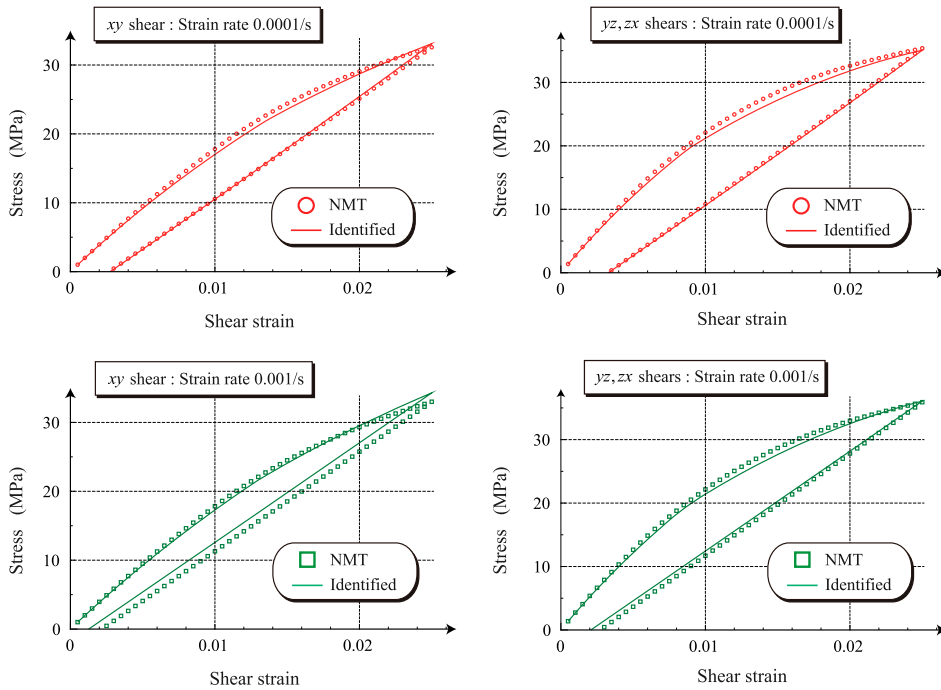 xy shear : Strain rate 0.0001/s
Stress (MPa)
30
20
10
0
0
0.01
0.02
Shear strain
NMT
Identified
yz, zx shears : Strain rate 0.0001/s
Stress (MPa)
30
20
10
0
0
0.01
0.02
Shear strain
NMT
Identified
xy shear : Strain rate 0.001/s
Stress (MPa)
30
20
10
0
0
0.01
0.02
Shear strain
NMT
Identified
yz, zx shears : Strain rate 0.001/s
Stress (MPa)
30
20
10
0
0
0.01
0.02
Shear strain
NMT
Identified